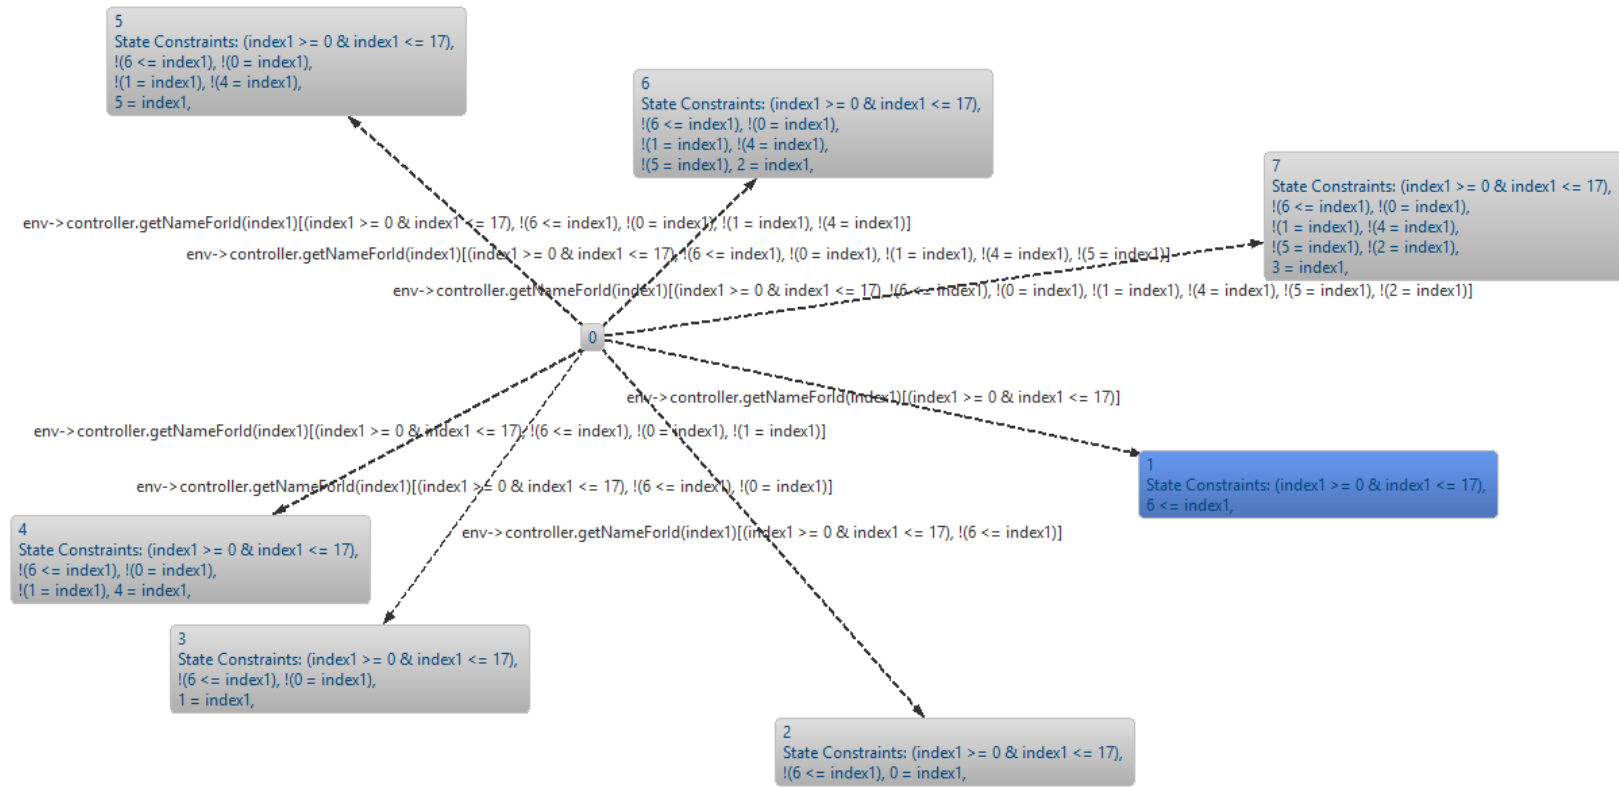 5
State Constraints: (index1 >= 0 & index1 <= 17),
!(6 <= index1), !(0 = index1),
!(1 = index1), !(4 = index1),
5 = index1,
6
State Constraints: (index1 >= 0 & index1 <= 17),
!(6 <= index1), !(0 = index1),
!(1 = index1), !(4 = index1),
!(5 = index1), 2 = index1,
7
State Constraints: (index1 >= 0 & index1 <= 17),
!(6 <= index1), !(0 = index1),
!(1 = index1), !(4 = index1),
!(5 = index1), !(2 = index1),
3 = index1,
env->controller.getNameForId(index1)[(index1 >= 0 & index1 <= 17), !(6 <= index1), !(0 = index1), !(1 = index1), !(4 = index1)]
env->controller.getNameForId(index1)[(index1 >= 0 & index1 <= 17), !(6 <= index1), !(0 = index1), !(1 = index1), !(4 = index1), !(5 = index1)]
env->controller.getNameForId(index1)[(index1 >= 0 & index1 <= 17), !(6 <= index1), !(0 = index1), !(1 = index1), !(4 = index1), !(5 = index1), !(2 = index1)]
0
env->controller.getNameForId(index1)[(index1 >= 0 & index1 <= 17)]
env->controller.getNameForId(index1)[(index1 >= 0 & index1 <= 17), !(6 <= index1), !(0 = index1), !(1 = index1)]
env->controller.getNameForId(index1)[(index1 >= 0 & index1 <= 17), !(6 <= index1), !(0 = index1)]
env->controller.getNameForId(index1)[(index1 >= 0 & index1 <= 17), !(6 <= index1)]
1
State Constraints: (index1 >= 0 & index1 <= 17),
6 <= index1,
4
State Constraints: (index1 >= 0 & index1 <= 17),
!(6 <= index1), !(0 = index1),
!(1 = index1), 4 = index1,
3
State Constraints: (index1 >= 0 & index1 <= 17),
!(6 <= index1), !(0 = index1),
1 = index1,
2
State Constraints: (index1 >= 0 & index1 <= 17),
!(6 <= index1), 0 = index1,